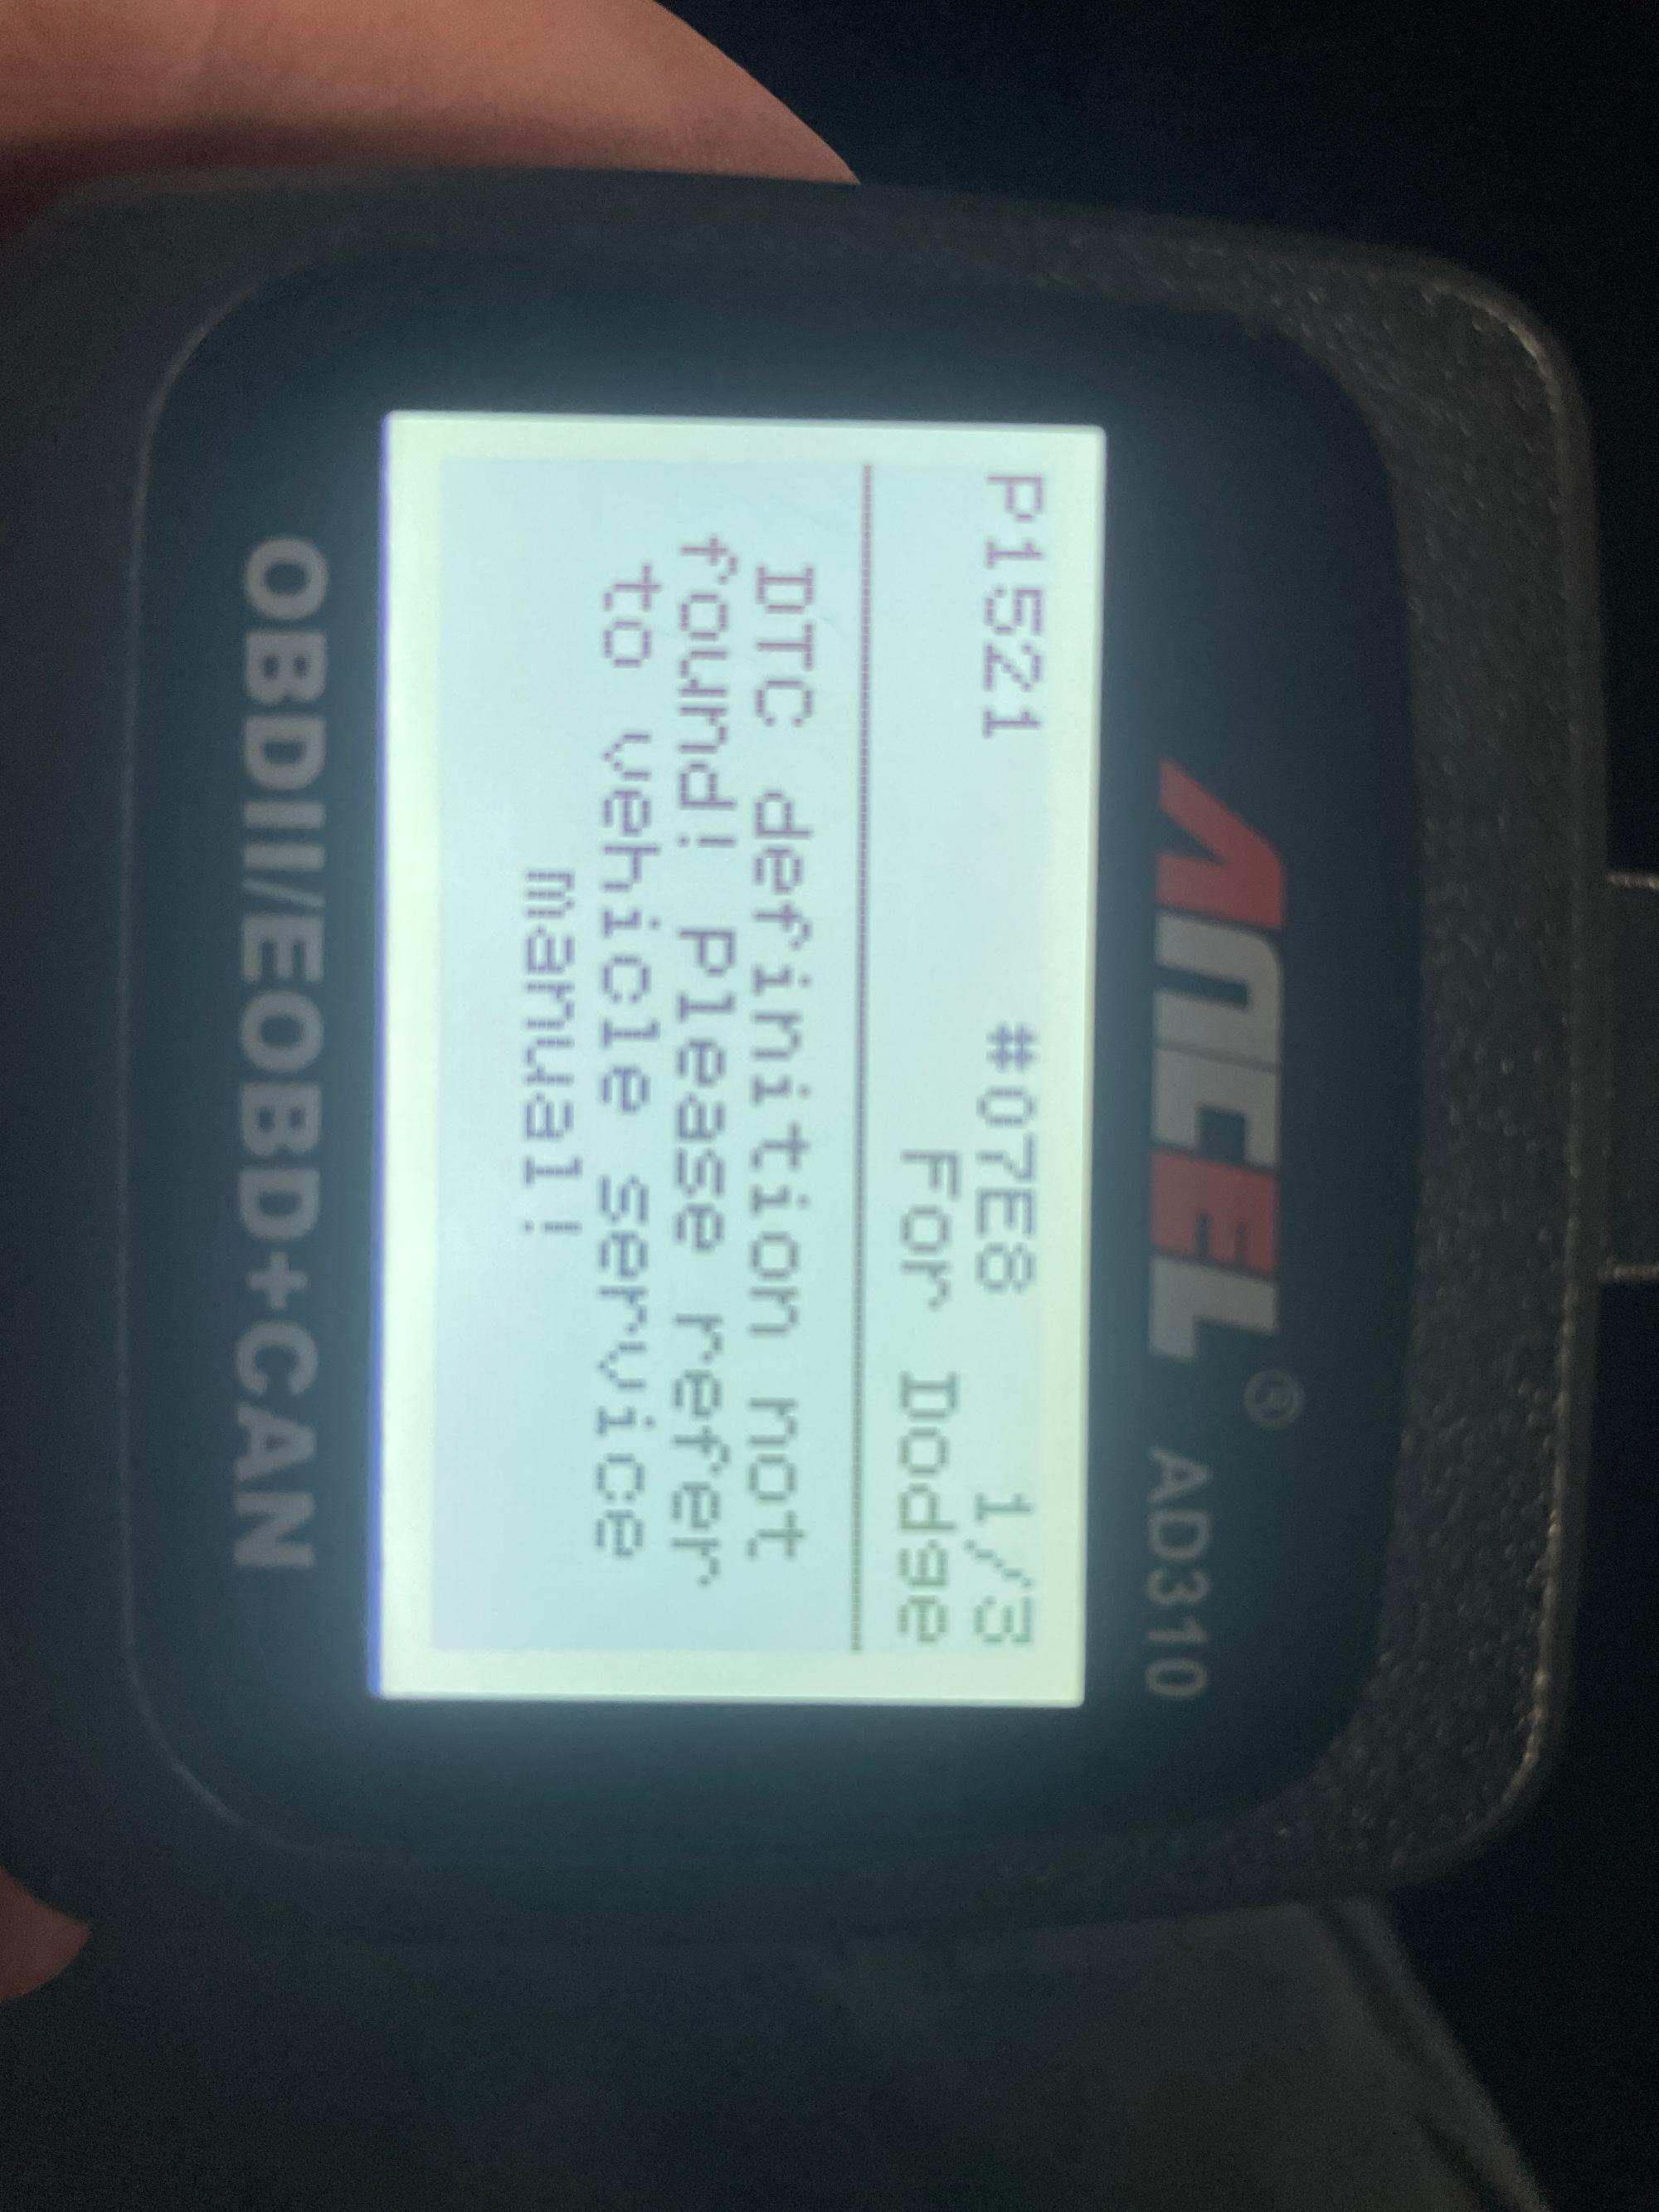 ANCEL® AD310
P1521 #07E8 1/3
For Dodge
DTC definition not
found! Please refer
to vehicle service
manual!
OBDII/EOBD+CAN